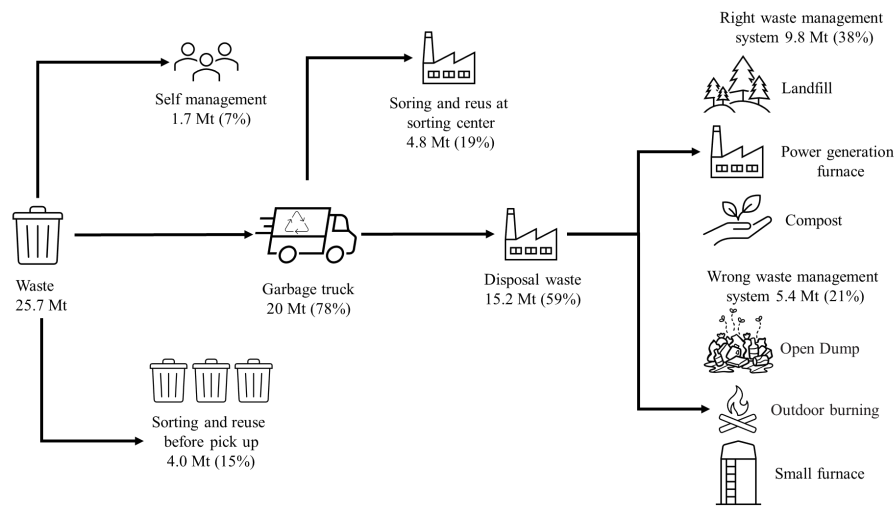 Right waste management
system 9.8 Mt (38%)
Landfill
Self management
1.7 Mt (7%)
Soring and reus at
sorting center
4.8 Mt (19%)
Power generation
furnace
Compost
Waste
25.7 Mt
Garbage truck
20 Mt (78%)
Disposal waste
15.2 Mt (59%)
Wrong waste management
system 5.4 Mt (21%)
Open Dump
Sorting and reuse
before pick up
4.0 Mt (15%)
Outdoor burning
Small furnace